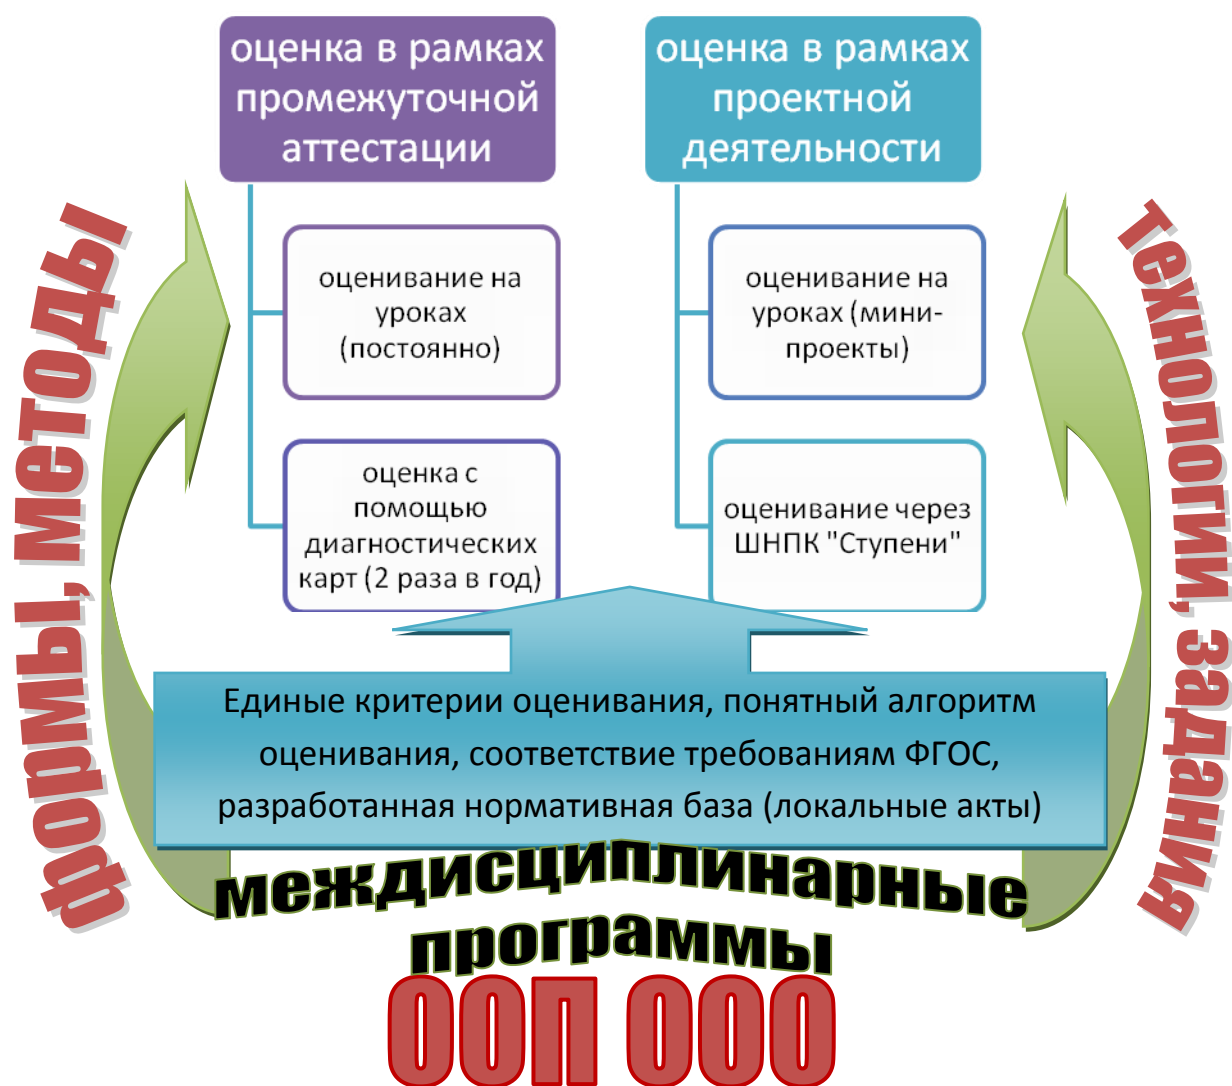 оценка в рамках
промежуточной
аттестации
оценивание на
уроках
(постоянно)
оценка с
помощью
диагностических
карт (2 раза в год)
оценка в рамках
проектной
деятельности
оценивание на
уроках (мини-
проекты)
оценивание через
ШНПК "Ступени"
формы, методы
технологии, задания
Единые критерии оценивания, понятный алгоритм
оценивания, соответствие требованиям ФГОС,
разработанная нормативная база (локальные акты)
междисциплинарные
программы
ООП ООО